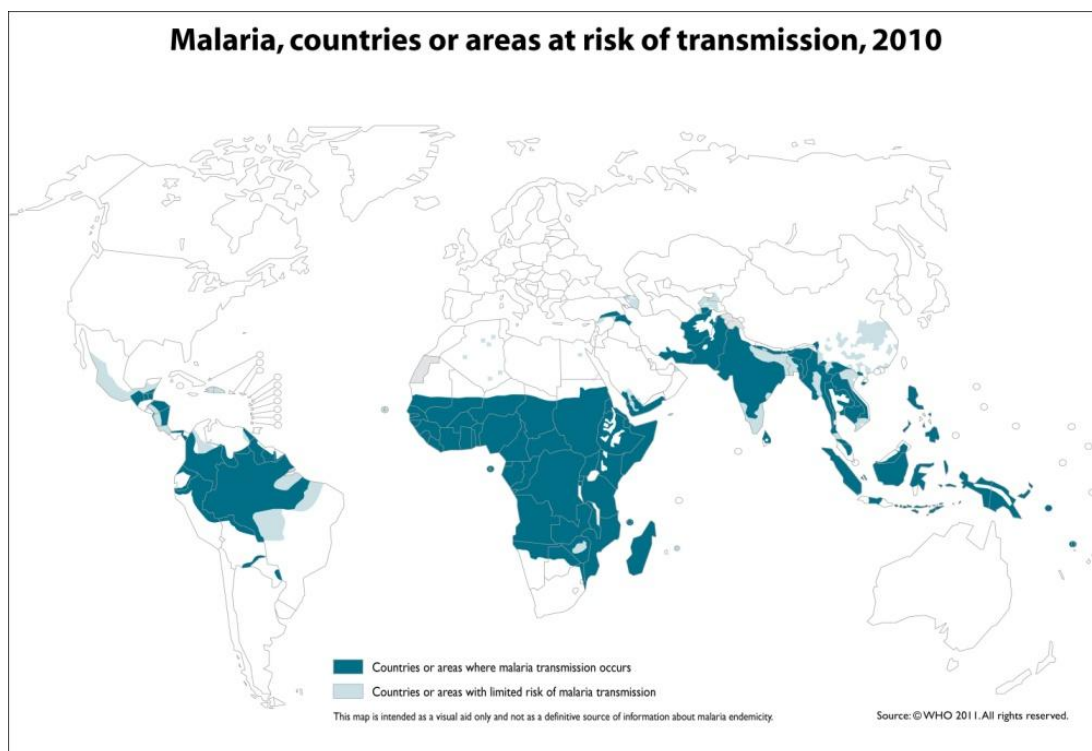 Malaria, countries or areas at risk of transmission, 2010
Countries or areas where malaria transmission occurs
Countries or areas with limited risk of malaria transmission
This map is intended as a visual aid only and not as a definitive source of information about malaria endemicity.
Source: © WHO 2011. All rights reserved.